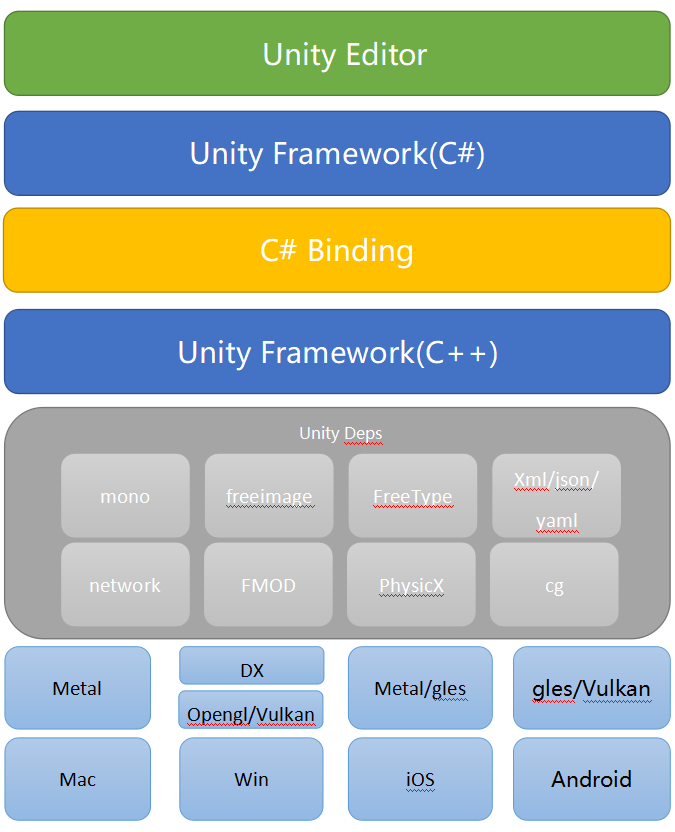 Unity Editor
Unity Framework(C#)
C# Binding
Unity Framework(C++)
Unity Deps
mono
freeimage
FreeType
Xml/json/
yaml
network
FMOD
PhysicX
cg
Metal
DX
Opengl/Vulkan
Metal/gles
gles/Vulkan
Mac
Win
iOS
Android